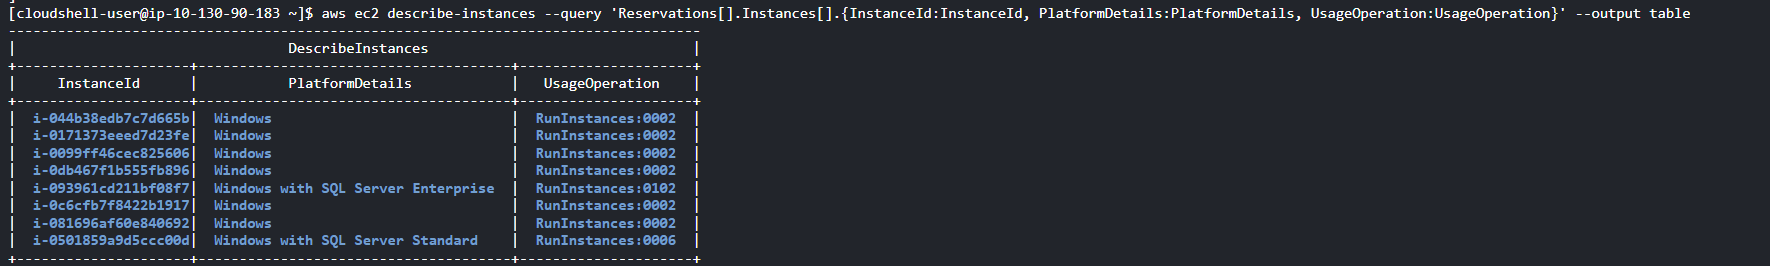 [cloudshell-user@ip-10-130-90-183 ~]$ aws ec2 describe-instances --query 'Reservations[].Instances[].{InstanceId:InstanceId, PlatformDetails:PlatformDetails, UsageOperation:UsageOperation}' --output table
-----------------------------------------------------------------------------------
| DescribeInstances |
+---------------------+--------------------------------------+---------------------+
| InstanceId | PlatformDetails | UsageOperation |
+---------------------+--------------------------------------+---------------------+
| i-044b38edb7c7d665b| Windows | RunInstances:0002 |
| i-0171373eeed7d23fe| Windows | RunInstances:0002 |
| i-0099ff46cec825606| Windows | RunInstances:0002 |
| i-0db467f1b555fb896| Windows | RunInstances:0002 |
| i-093961cd211bf08f7| Windows with SQL Server Enterprise | RunInstances:0102 |
| i-0c6cfb7f8422b1917| Windows | RunInstances:0002 |
| i-081696af60e840692| Windows | RunInstances:0002 |
| i-0501859a9d5ccc00d| Windows with SQL Server Standard | RunInstances:0006 |
+---------------------+--------------------------------------+---------------------+